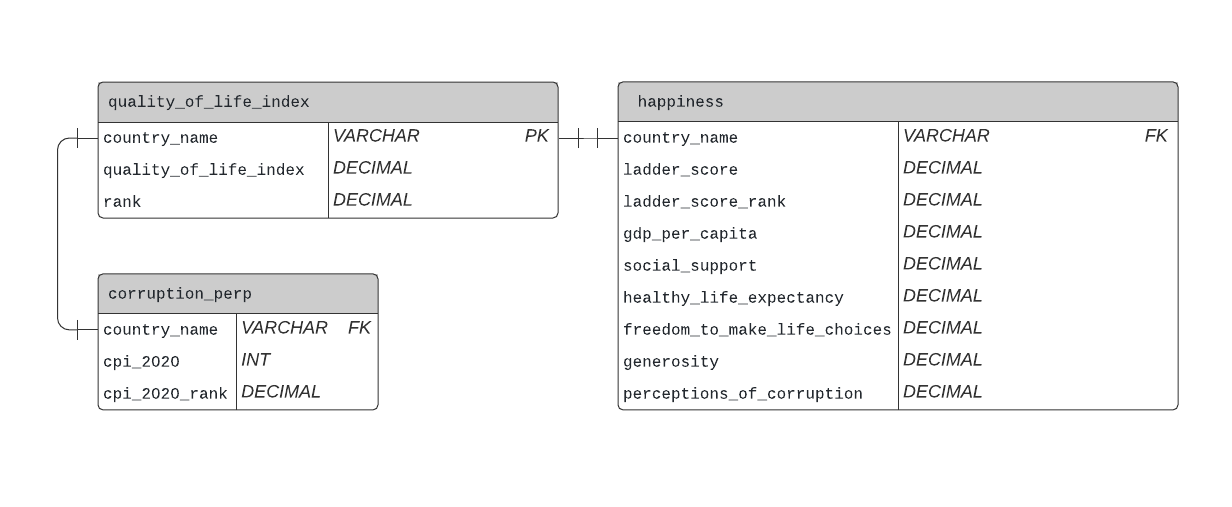 quality_of_life_index
country_name VARCHAR PK
quality_of_life_index DECIMAL
rank DECIMAL
happiness
country_name VARCHAR FK
ladder_score DECIMAL
ladder_score_rank DECIMAL
gdp_per_capita DECIMAL
social_support DECIMAL
healthy_life_expectancy DECIMAL
freedom_to_make_life_choices DECIMAL
generosity DECIMAL
perceptions_of_corruption DECIMAL
corruption_perp
country_name VARCHAR FK
cpi_2020 INT
cpi_2020_rank DECIMAL